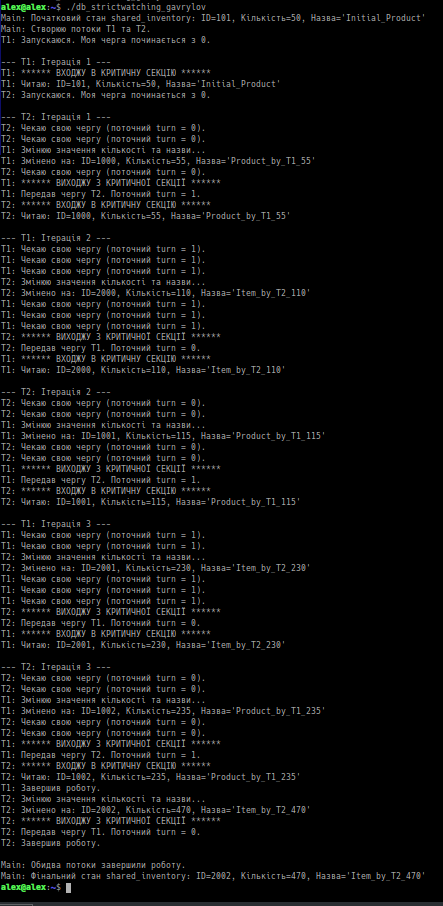 alex@alex:~$ ./db_strictwatching_gavrylov
Main: Початковий стан shared_inventory: ID=101, Кількість=50, Назва='Initial_Product'
Main: Створюю потоки T1 та T2.
T1: Запускаюся. Моя черга починається з 0.

--- T1: Ітерація 1 ---
T1: ****** ВХОДЖУ В КРИТИЧНУ СЕКЦІЮ ******
T1: Читаю: ID=101, Кількість=50, Назва='Initial_Product'
T2: Запускаюся. Моя черга починається з 0.

--- T2: Ітерація 1 ---
T2: Чекаю свою чергу (поточний turn = 0).
T2: Чекаю свою чергу (поточний turn = 0).
T1: Змінюю значення кількості та назви...
T1: Змінено на: ID=1000, Кількість=55, Назва='Product_by_T1_55'
T2: Чекаю свою чергу (поточний turn = 0).
T1: ****** ВИХОДЖУ З КРИТИЧНОЇ СЕКЦІЇ ******
T1: Передав чергу T2. Поточний turn = 1.
T2: ****** ВХОДЖУ В КРИТИЧНУ СЕКЦІЮ ******
T2: Читаю: ID=1000, Кількість=55, Назва='Product_by_T1_55'

--- T1: Ітерація 2 ---
T1: Чекаю свою чергу (поточний turn = 1).
T1: Чекаю свою чергу (поточний turn = 1).
T1: Чекаю свою чергу (поточний turn = 1).
T2: Змінюю значення кількості та назви...
T2: Змінено на: ID=2000, Кількість=110, Назва='Item_by_T2_110'
T1: Чекаю свою чергу (поточний turn = 1).
T1: Чекаю свою чергу (поточний turn = 1).
T1: Чекаю свою чергу (поточний turn = 1).
T2: ****** ВИХОДЖУ З КРИТИЧНОЇ СЕКЦІЇ ******
T2: Передав чергу T1. Поточний turn = 0.
T1: ****** ВХОДЖУ В КРИТИЧНУ СЕКЦІЮ ******
T1: Читаю: ID=2000, Кількість=110, Назва='Item_by_T2_110'

--- T2: Ітерація 2 ---
T2: Чекаю свою чергу (поточний turn = 0).
T2: Чекаю свою чергу (поточний turn = 0).
T1: Змінюю значення кількості та назви...
T1: Змінено на: ID=1001, Кількість=115, Назва='Product_by_T1_115'
T2: Чекаю свою чергу (поточний turn = 0).
T2: Чекаю свою чергу (поточний turn = 0).
T1: ****** ВИХОДЖУ З КРИТИЧНОЇ СЕКЦІЇ ******
T1: Передав чергу T2. Поточний turn = 1.
T2: ****** ВХОДЖУ В КРИТИЧНУ СЕКЦІЮ ******
T2: Читаю: ID=1001, Кількість=115, Назва='Product_by_T1_115'

--- T1: Ітерація 3 ---
T1: Чекаю свою чергу (поточний turn = 1).
T1: Чекаю свою чергу (поточний turn = 1).
T2: Змінюю значення кількості та назви...
T2: Змінено на: ID=2001, Кількість=230, Назва='Item_by_T2_230'
T1: Чекаю свою чергу (поточний turn = 1).
T1: Чекаю свою чергу (поточний turn = 1).
T1: Чекаю свою чергу (поточний turn = 1).
T2: ****** ВИХОДЖУ З КРИТИЧНОЇ СЕКЦІЇ ******
T2: Передав чергу T1. Поточний turn = 0.
T1: ****** ВХОДЖУ В КРИТИЧНУ СЕКЦІЮ ******
T1: Читаю: ID=2001, Кількість=230, Назва='Item_by_T2_230'

--- T2: Ітерація 3 ---
T2: Чекаю свою чергу (поточний turn = 0).
T2: Чекаю свою чергу (поточний turn = 0).
T1: Змінюю значення кількості та назви...
T1: Змінено на: ID=1002, Кількість=235, Назва='Product_by_T1_235'
T2: Чекаю свою чергу (поточний turn = 0).
T2: Чекаю свою чергу (поточний turn = 0).
T1: ****** ВИХОДЖУ З КРИТИЧНОЇ СЕКЦІЇ ******
T1: Передав чергу T2. Поточний turn = 1.
T2: ****** ВХОДЖУ В КРИТИЧНУ СЕКЦІЮ ******
T2: Читаю: ID=1002, Кількість=235, Назва='Product_by_T1_235'
T1: Завершив роботу.
T2: Змінюю значення кількості та назви...
T2: Змінено на: ID=2002, Кількість=470, Назва='Item_by_T2_470'
T2: ****** ВИХОДЖУ З КРИТИЧНОЇ СЕКЦІЇ ******
T2: Передав чергу T1. Поточний turn = 0.
T2: Завершив роботу.

Main: Обидва потоки завершили роботу.
Main: Фінальний стан shared_inventory: ID=2002, Кількість=470, Назва='Item_by_T2_470'
alex@alex:~$